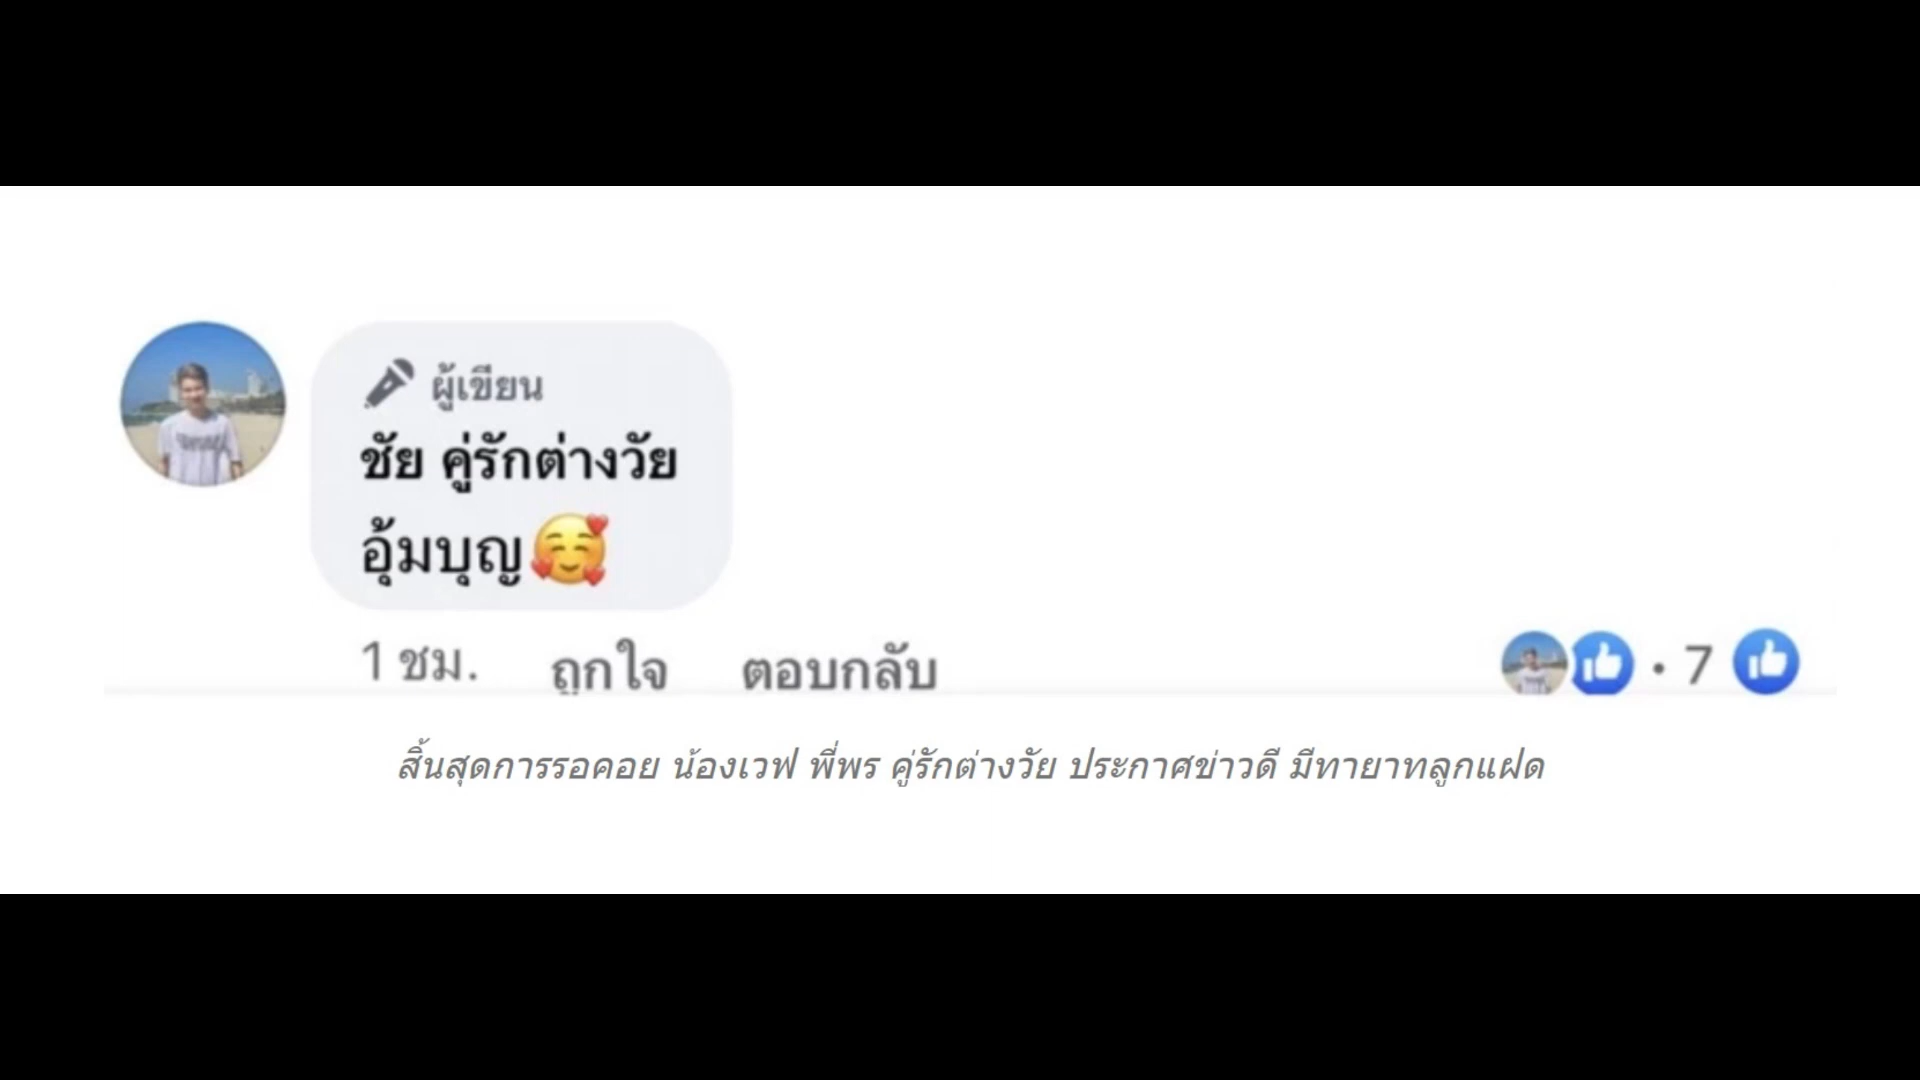 ผู้เขียน
ชัย คู่รักต่างวัย
อุ้มบุญ🥰
1 ชม. ถูกใจ ตอบกลับ · 7
สิ้นสุดการรอคอย น้องเวฟ พี่พร คู่รักต่างวัย ประกาศข่าวดี มีทายาทลูกแฝด